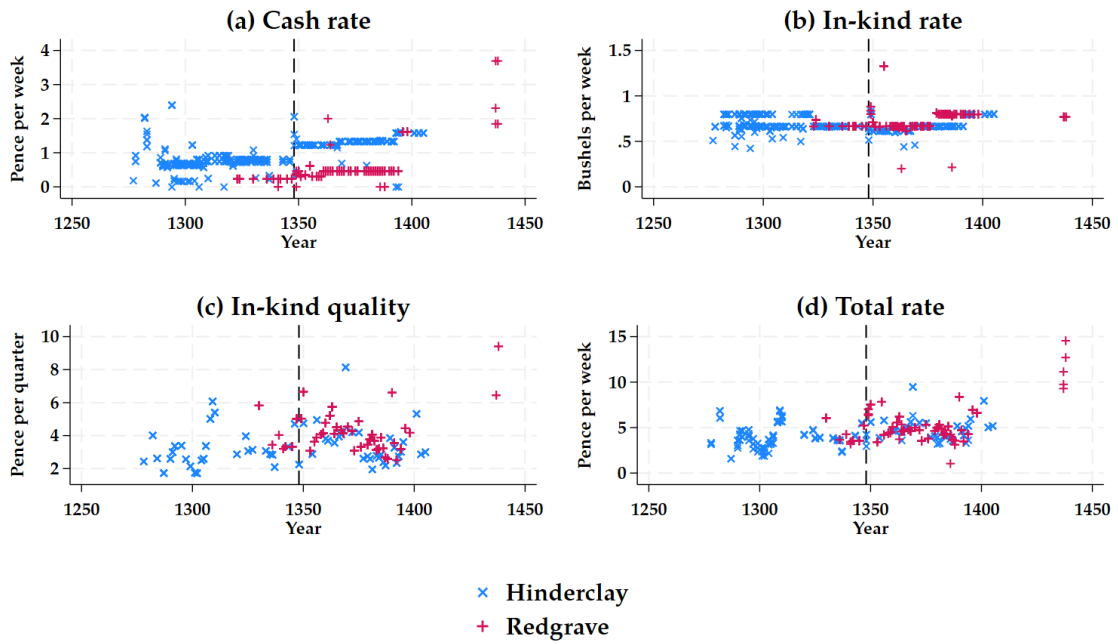 (a) Cash rate
Pence per week
4
3
2
1
0
1250 1300 1350 1400 1450
Year
(b) In-kind rate
Bushels per week
1.5
1
.5
0
1250 1300 1350 1400 1450
Year
(c) In-kind quality
Pence per quarter
10
8
6
4
2
1250 1300 1350 1400 1450
Year
(d) Total rate
Pence per week
15
10
5
0
1250 1300 1350 1400 1450
Year
Hinderclay
Redgrave